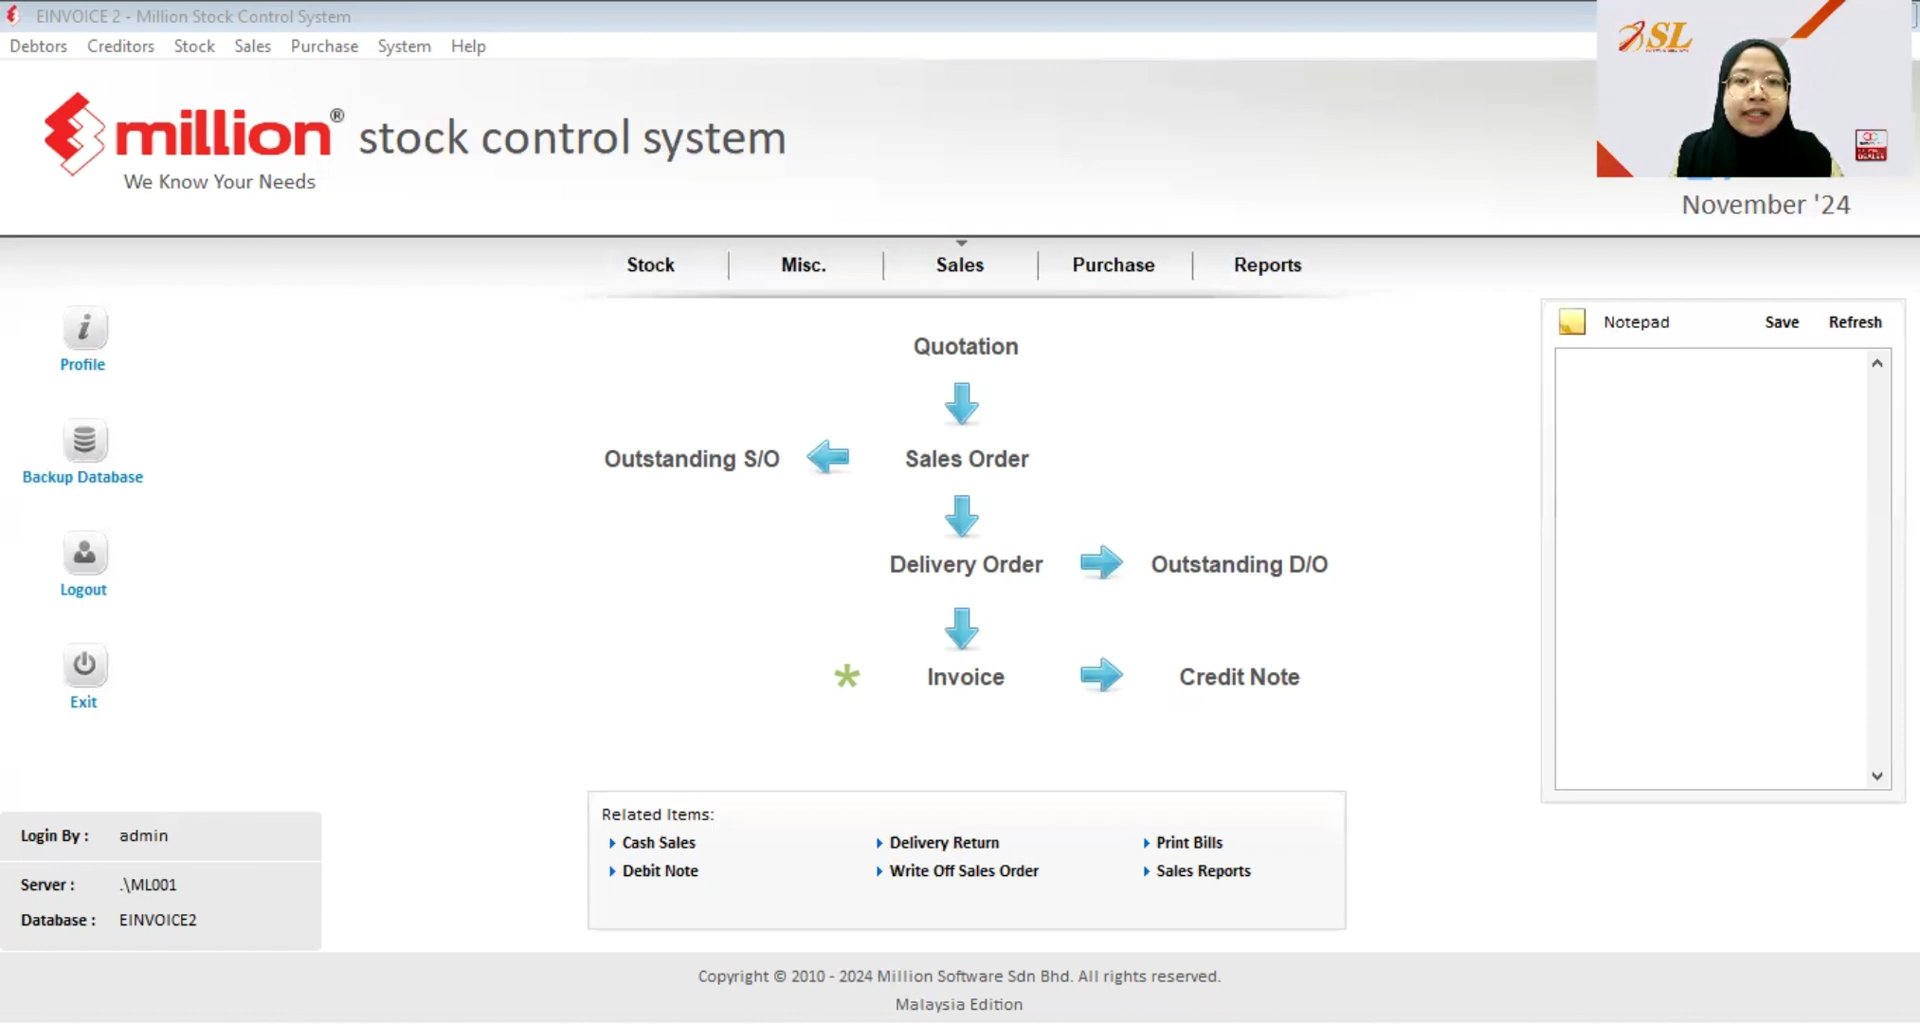 EINVOICE 2 - Million Stock Control System
Debtors Creditors Stock Sales Purchase System Help
SL
million® stock control system
We Know Your Needs
November '24
Stock Misc. Sales Purchase Reports
Profile
Backup Database
Logout
Exit
Quotation
Outstanding S/O Sales Order
Delivery Order Outstanding D/O
* Invoice Credit Note
Notepad Save Refresh
Related Items:
Cash Sales Delivery Return Print Bills
Debit Note Write Off Sales Order Sales Reports
Login By : admin
Server : .\ML001
Database : EINVOICE2
Copyright © 2010 - 2024 Million Software Sdn Bhd. All rights reserved.
Malaysia Edition